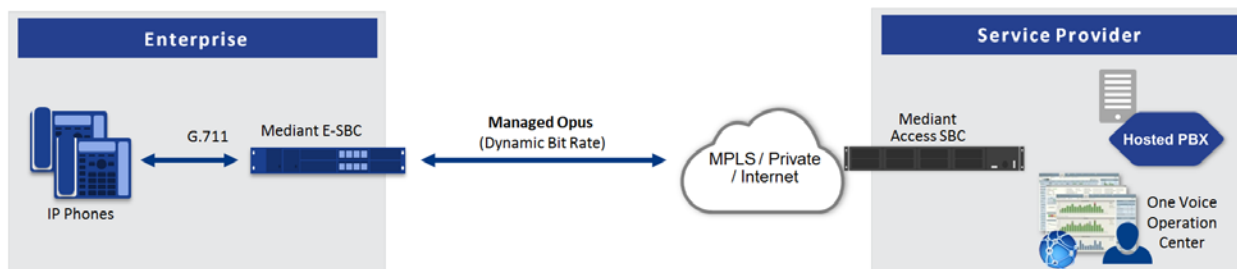 Enterprise
IP Phones
G.711
Mediant E-SBC
Managed Opus
(Dynamic Bit Rate)
MPLS / Private
/ Internet
Service Provider
Mediant
Access SBC
Hosted PBX
One Voice
Operation
Center